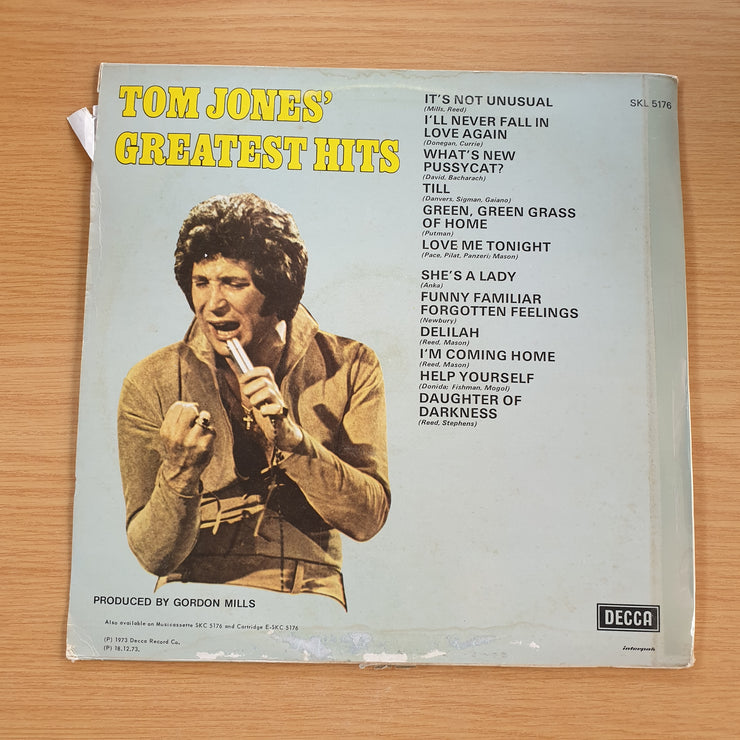 TOM JONES'
GREATEST HITS
IT'S NOT UNUSUAL
(Mills, Reed)
I'LL NEVER FALL IN
LOVE AGAIN
(Donegan, Currie)
WHAT'S NEW
PUSSYCAT?
(David, Bacharach)
TILL
(Danvers, Sigman, Gaiano)
GREEN, GREEN GRASS
OF HOME
(Putman)
LOVE ME TONIGHT
(Pace, Pilat, Panzeri; Mason)
SHE'S A LADY
(Anka)
FUNNY FAMILIAR
FORGOTTEN FEELINGS
(Newbury)
DELILAH
(Reed, Mason)
I'M COMING HOME
(Reed, Mason)
HELP YOURSELF
(Donida; Fishman, Mogol)
DAUGHTER OF
DARKNESS
(Reed, Stephens)
SKL 5176
PRODUCED BY GORDON MILLS
Also available on Musicassette SKC 5176 and Cartridge E-SKC 5176
(P) 1973 Decca Record Co.
(P) 18.12.73.
DECCA
interpak